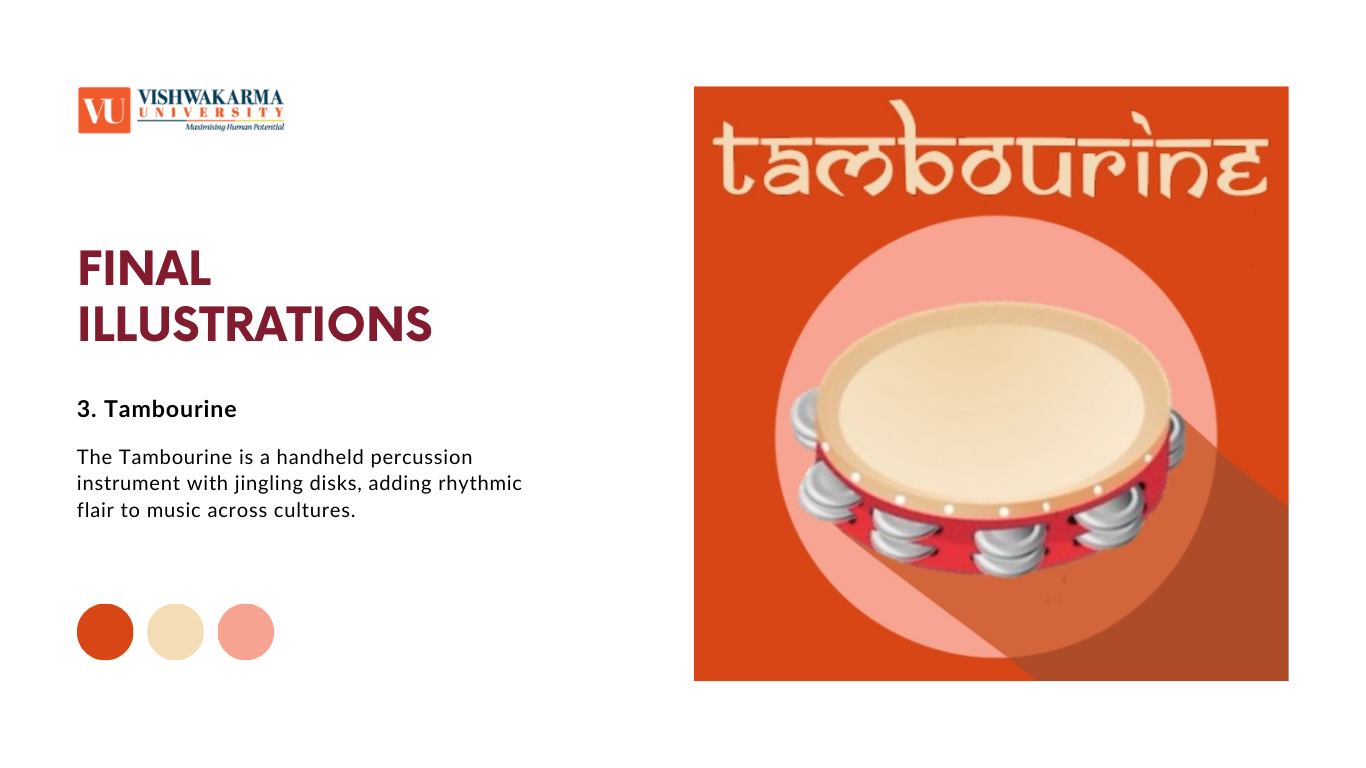 VU
VISHWAKARMA
UNIVERSITY
Maximising Human Potential
FINAL
ILLUSTRATIONS
3. Tambourine
The Tambourine is a handheld percussion
instrument with jingling disks, adding rhythmic
flair to music across cultures.
tambourine